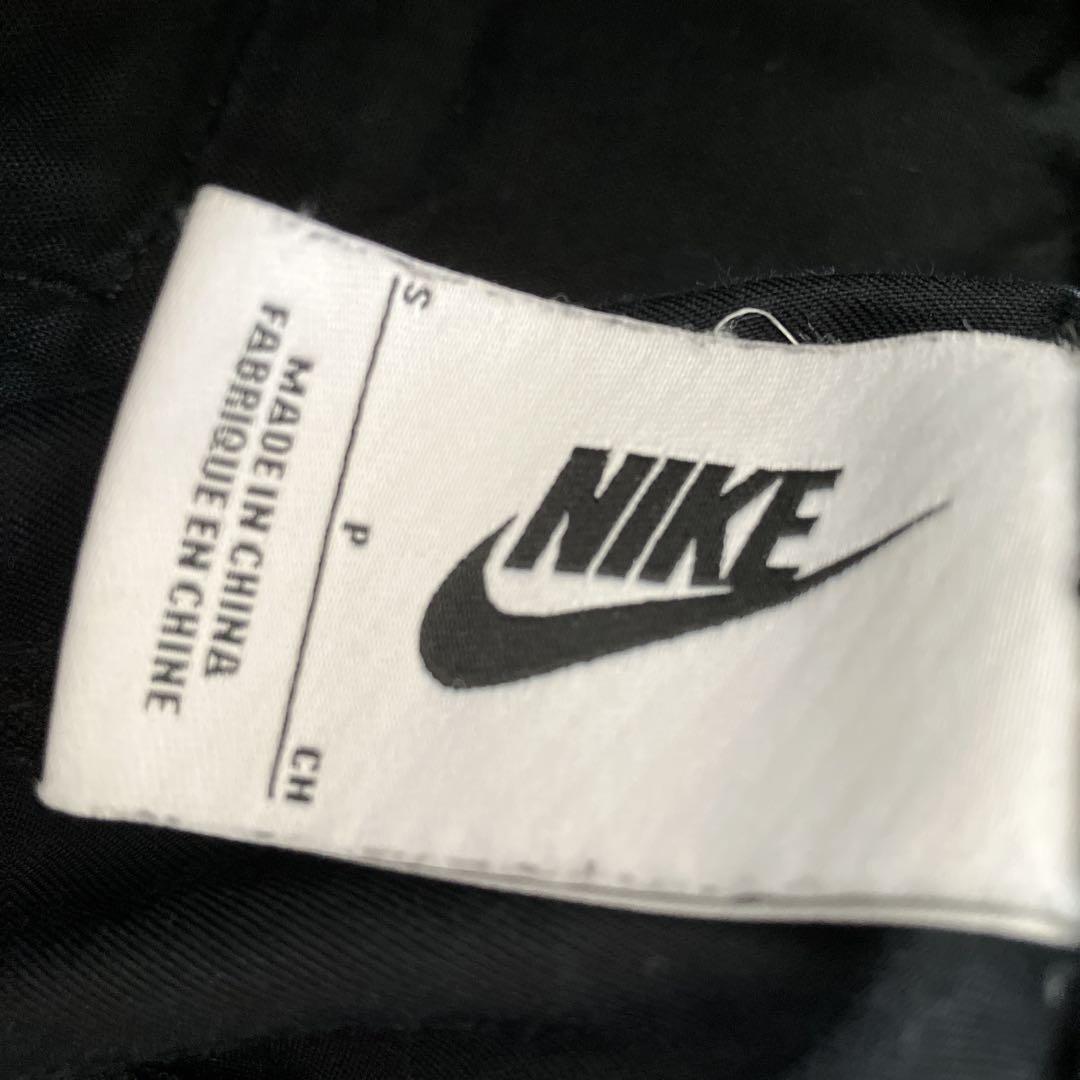 NIKE
S P CH
MADE IN CHINA
FABRIQUE EN CHINE